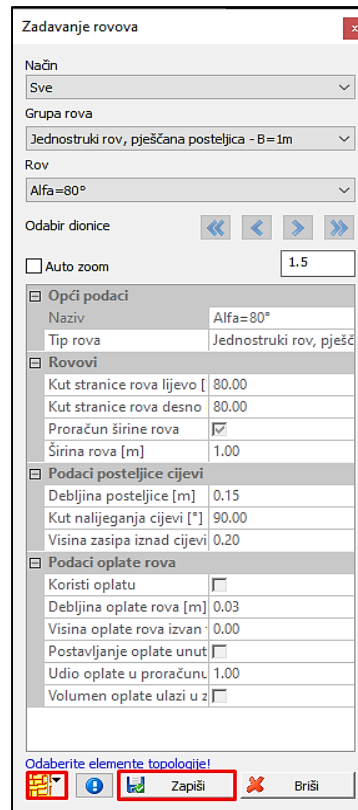 Zadavanje rovova
Način
Sve
Grupa rova
Jednostruki rov, pješčana posteljica - B=1m
Rov
Alfa=80°
Odabir dionice
Auto zoom 1.5
Opći podaci
Naziv Alfa=80°
Tip rova Jednostruki rov, pješč
Rovovi
Kut stranice rova lijevo [ 80.00
Kut stranice rova desno 80.00
Proračun širine rova
Širina rova [m] 1.00
Podaci posteljice cijevi
Debljina posteljice [m] 0.15
Kut nalijeganja cijevi [°] 90.00
Visina zasipa iznad cijevi 0.20
Podaci oplate rova
Koristi oplatu
Debljina oplate rova [m] 0.03
Visina oplate rova izvan 0.00
Postavljanje oplate unut
Udio oplate u proračunu 1.00
Volumen oplate ulazi u z
Odaberite elemente topologije!
Zapiši Briši